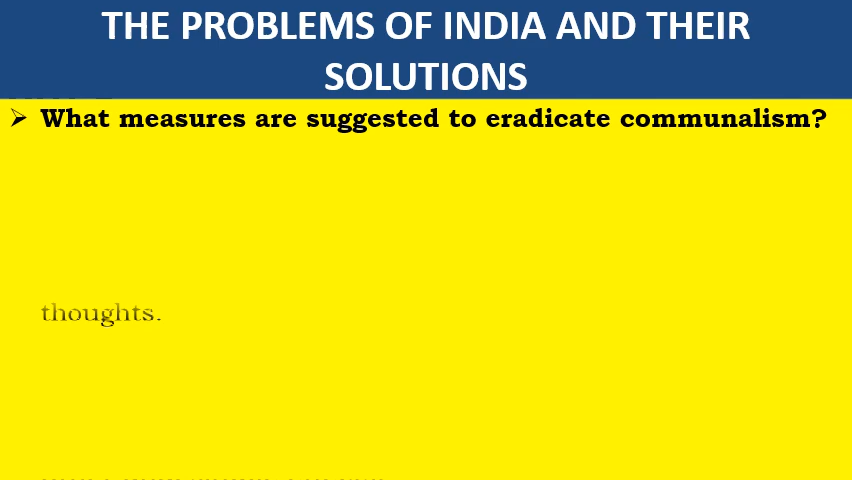 THE PROBLEMS OF INDIA AND THEIR
SOLUTIONS
➢ What measures are suggested to eradicate communalism?
thoughts.